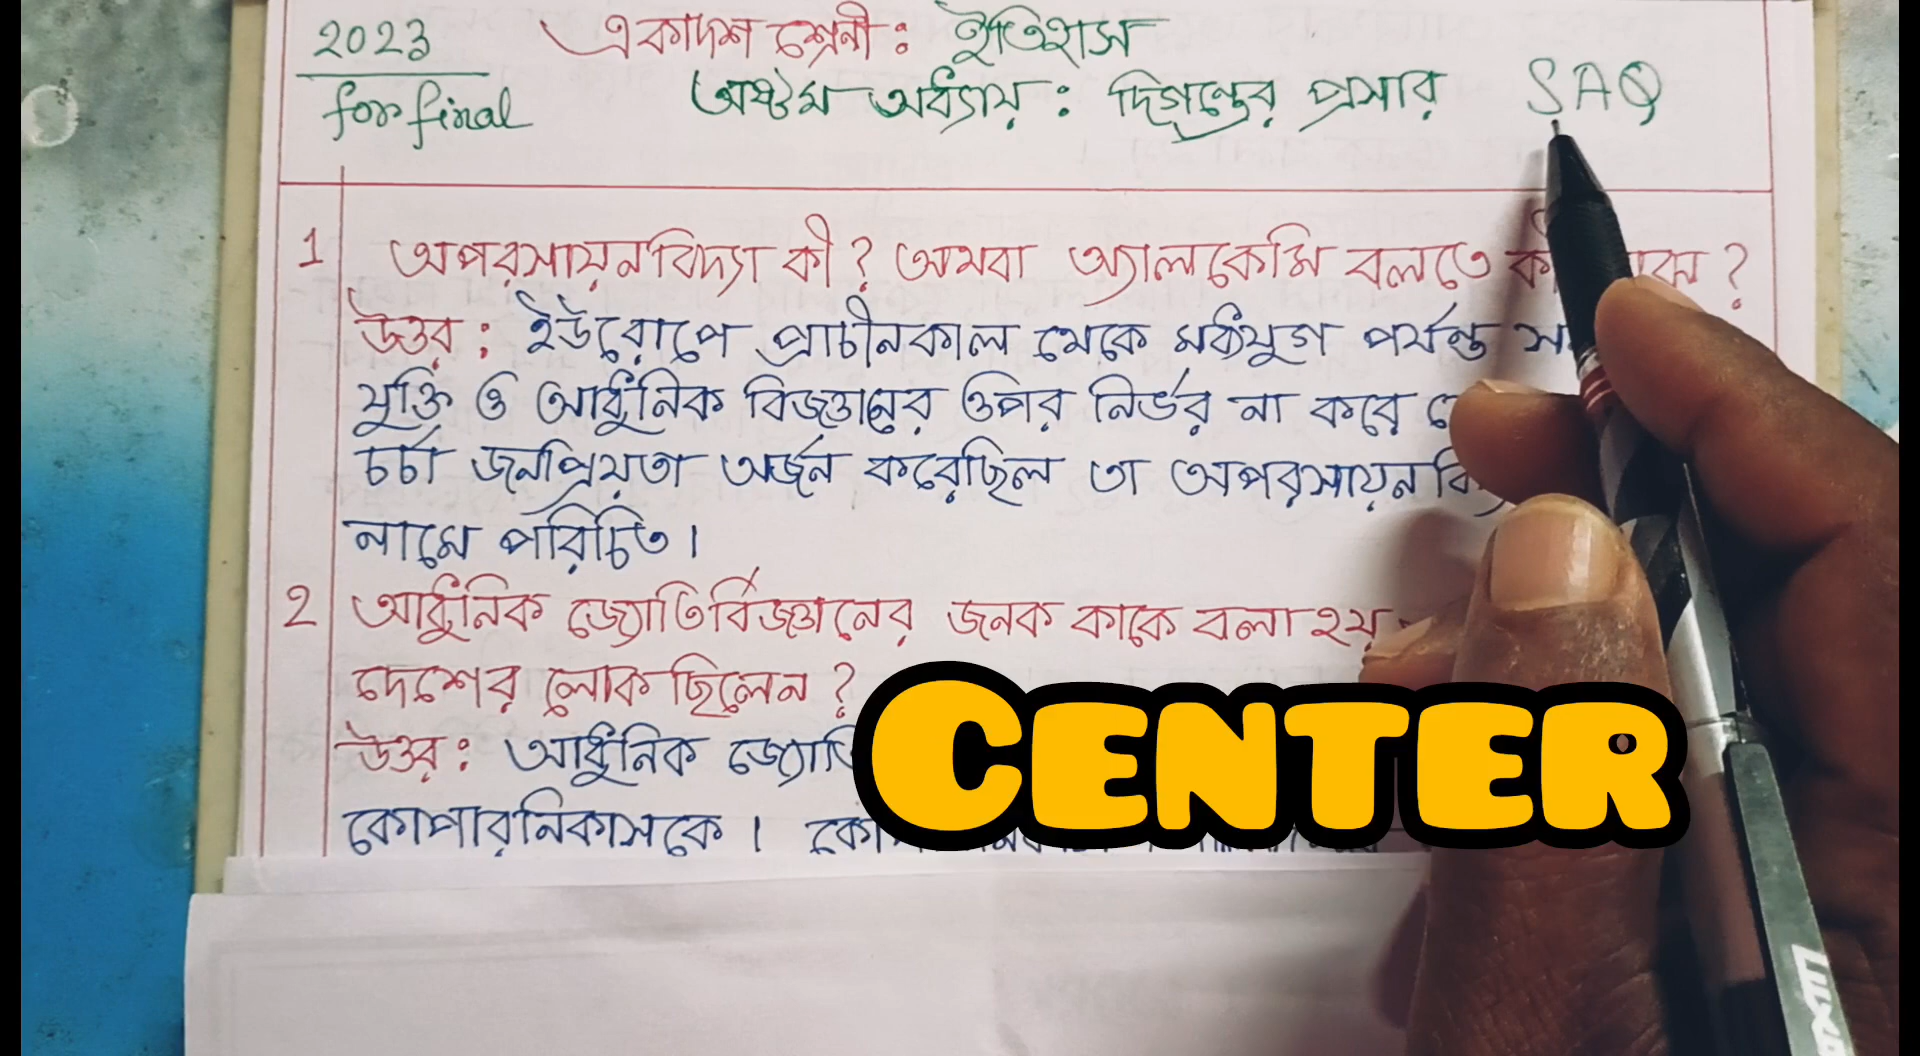 2023
for final
একাদশ শ্রেনী : ইতিহাস
অষ্টম অধ্যায় : দিগন্তের প্রসার SAQ
1 অপরসায়নবিদ্যা কী ? অথবা অ্যালকেমি বলতে কী ?
উত্তর : ইউরোপে প্রাচীনকাল থেকে মধ্যযুগ পর্যন্ত
যুক্তি ও আধুনিক বিজ্ঞানের ওপর নির্ভর না করে
চর্চা জনপ্রিয়তা অর্জন করেছিল তা
নামে পরিচিত ।
2 আধুনিক জ্যোতির্বিজ্ঞানের জনক কাকে বলা হয়
দেশের লোক ছিলেন ?
উত্তর : আধুনিক
কোপারনিকাসকে ।
CENTER